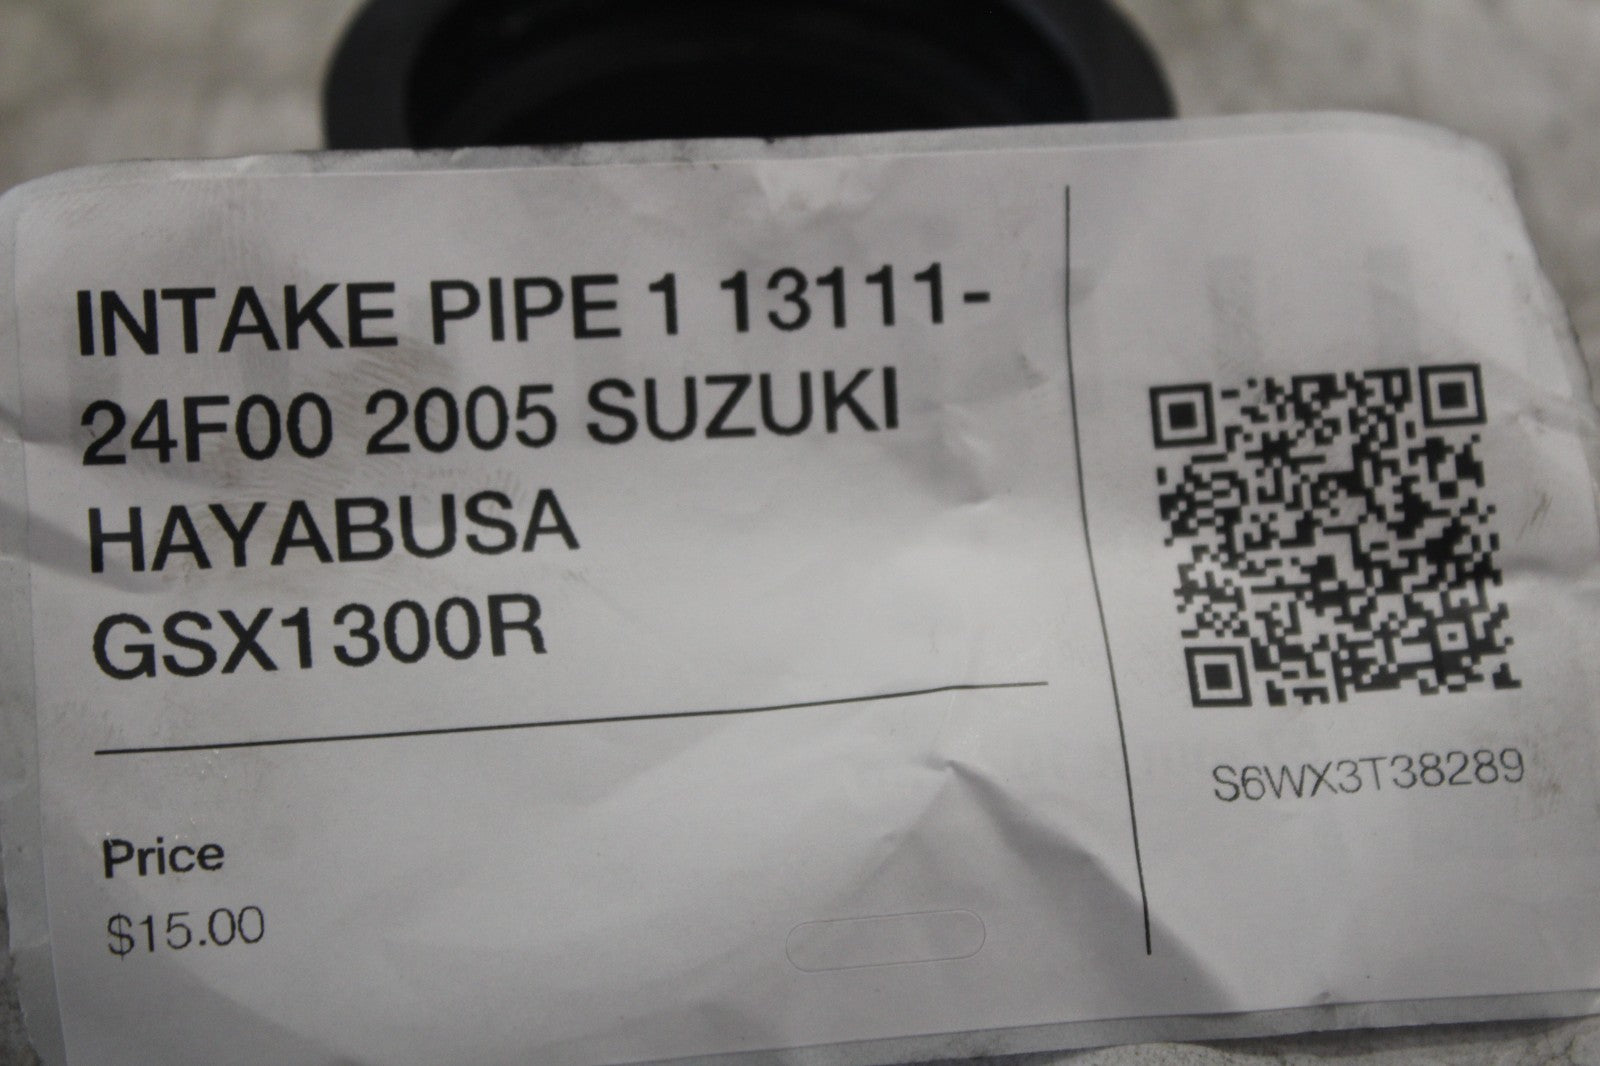 INTAKE PIPE 1 13111-
24F00 2005 SUZUKI
HAYABUSA
GSX1300R
Price
$15.00
S6WX3T38289